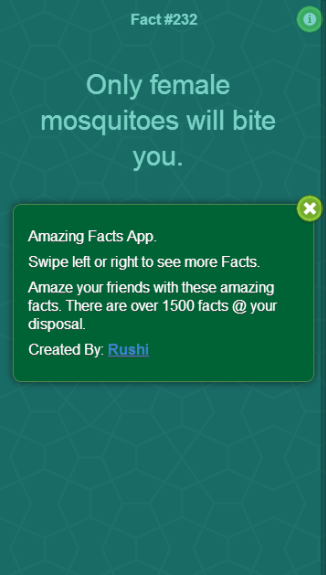 Fact #232
Only female
mosquitoes will bite
you.
Amazing Facts App.
Swipe left or right to see more Facts.
Amaze your friends with these amazing
facts. There are over 1500 facts @ your
disposal.
Created By: Rushi